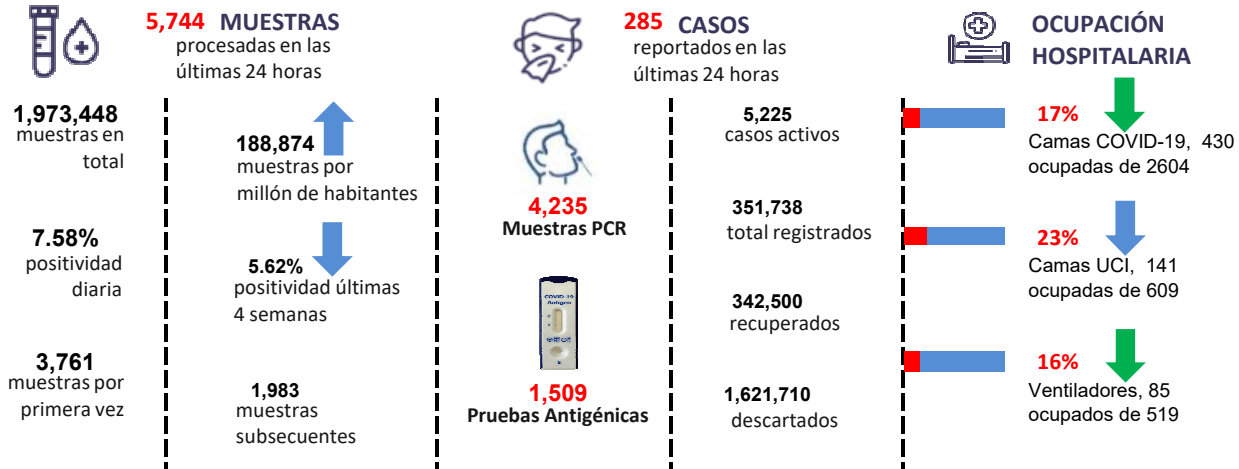 5,744 MUESTRAS
procesadas en las
últimas 24 horas
1,973,448
muestras en
total
188,874
muestras por
millón de habitantes
7.58%
positividad
diaria
5.62%
positividad últimas
4 semanas
3,761
muestras por
primera vez
1,983
muestras
subsecuentes
285 CASOS
reportados en las
últimas 24 horas
4,235
Muestras PCR
COVID-19
Antigen
1,509
Pruebas Antigénicas
5,225
casos activos
351,738
total registrados
342,500
recuperados
1,621,710
descartados
OCUPACIÓN
HOSPITALARIA
17%
Camas COVID-19, 430
ocupadas de 2604
23%
Camas UCI, 141
ocupadas de 609
16%
Ventiladores, 85
ocupados de 519